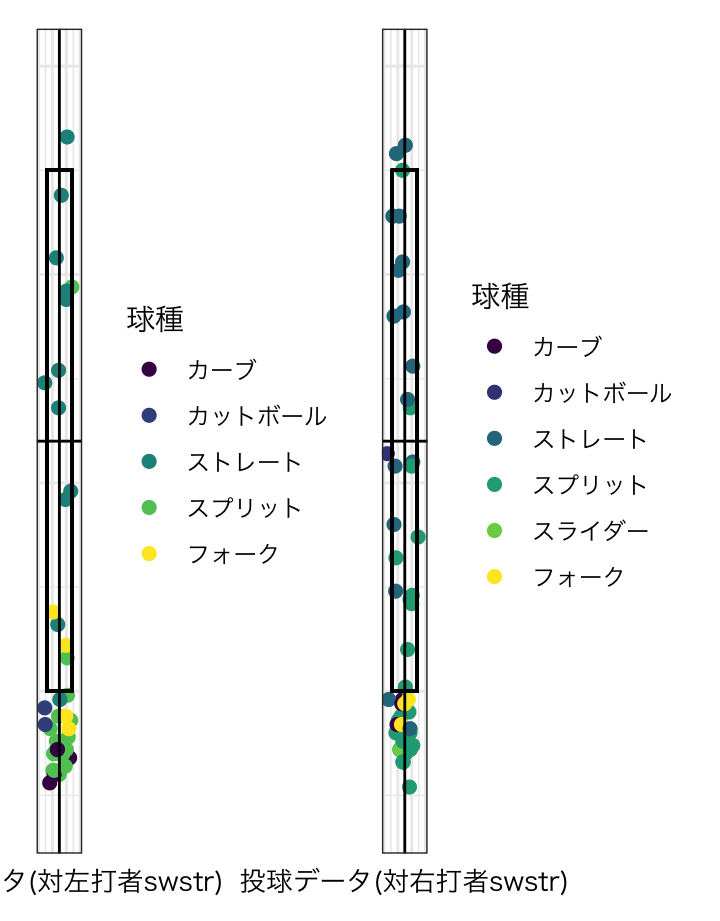 球種
カーブ
カットボール
ストレート
スプリット
フォーク
球種
カーブ
カットボール
ストレート
スプリット
スライダー
フォーク
タ(対左打者swstr)
投球データ(対右打者swstr)